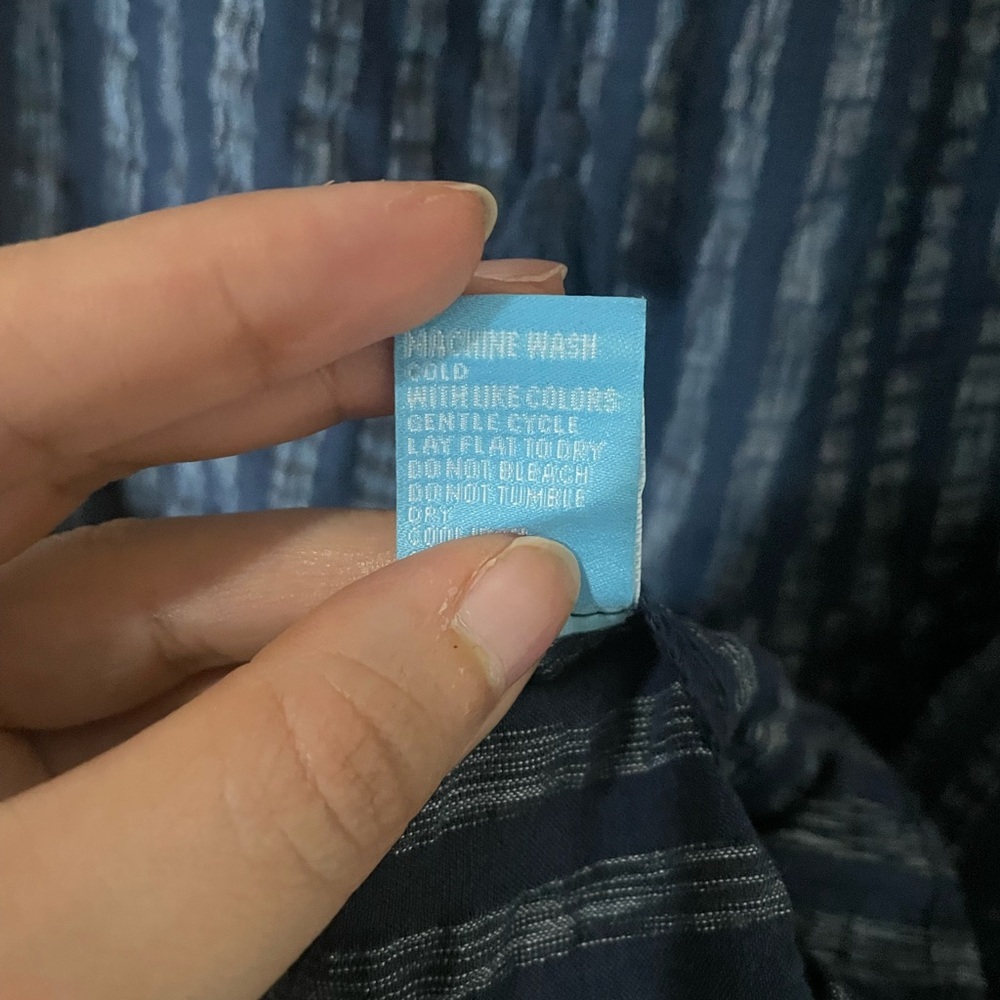 MACHINE WASH
COLD
WITH LIKE COLORS
GENTLE CYCLE
LAY FLAT TO DRY
DO NOT BLEACH
DO NOT TUMBLE
DRY
COOL